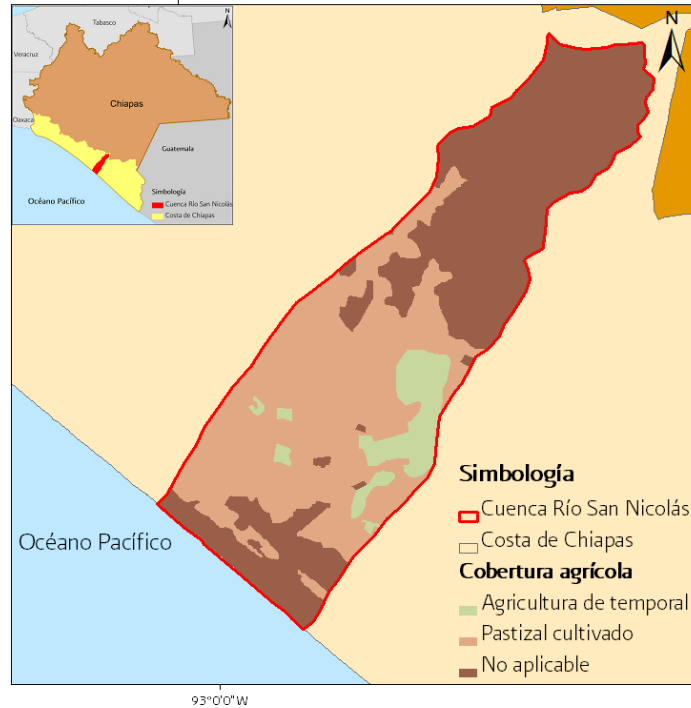 N
Tabasco
Veracruz
Chiapas
Oaxaca
Guatemala
Océano Pacífico
Simbología
Cuenca Río San Nicolás
Costa de Chiapas
N
Océano Pacífico
Simbología
Cuenca Río San Nicolás
Costa de Chiapas
Cobertura agrícola
Agricultura de temporal
Pastizal cultivado
No aplicable
93°0'0"W